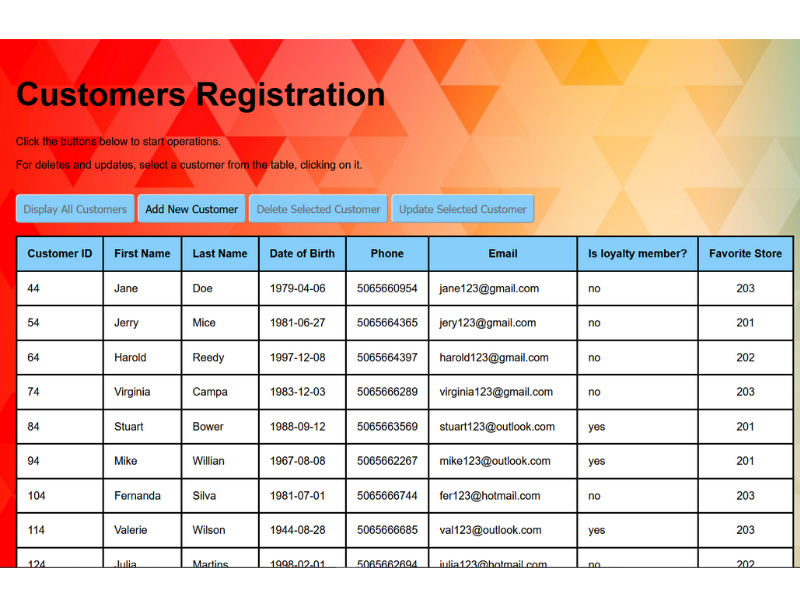 Customers Registration
Click the buttons below to start operations.
For deletes and updates, select a customer from the table, clicking on it.
Display All Customers Add New Customer Delete Selected Customer Update Selected Customer
Customer ID First Name Last Name Date of Birth Phone Email Is loyalty member? Favorite Store
44 Jane Doe 1979-04-06 5065660954 jane123@gmail.com no 203
54 Jerry Mice 1981-06-27 5065664365 jery123@gmail.com no 201
64 Harold Reedy 1997-12-08 5065664397 harold123@gmail.com no 202
74 Virginia Campa 1983-12-03 5065666289 virginia123@gmail.com no 203
84 Stuart Bower 1988-09-12 5065663569 stuart123@outlook.com yes 201
94 Mike Willian 1967-08-08 5065662267 mike123@outlook.com yes 201
104 Fernanda Silva 1981-07-01 5065666744 fer123@hotmail.com no 203
114 Valerie Wilson 1944-08-28 5065666685 val123@outlook.com yes 203
124 Julia Martins 1998-02-01 5065662694 julia123@hotmail.com no 202